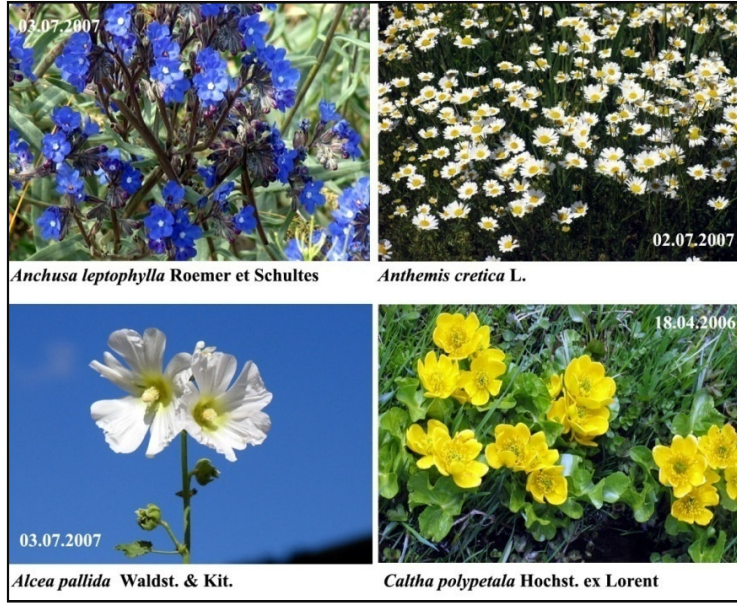 03.07.2007
02.07.2007
Anchusa leptophylla Roemer et Schultes
Anthemis cretica L.
18.04.2006
03.07.2007
Alcea pallida Waldst. & Kit.
Caltha polypetala Hochst. ex Lorent